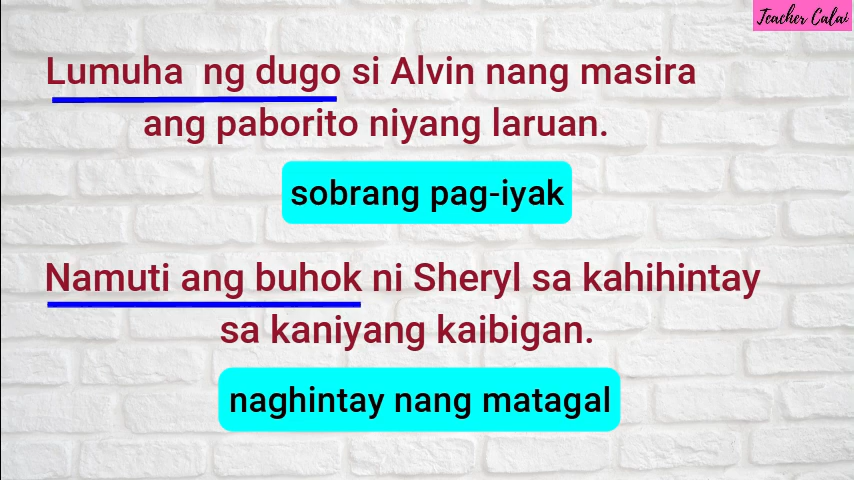 Teacher Calai
Lumuha ng dugo si Alvin nang masira
ang paborito niyang laruan.
sobrang pag-iyak
Namuti ang buhok ni Sheryl sa kahihintay
sa kaniyang kaibigan.
naghintay nang matagal